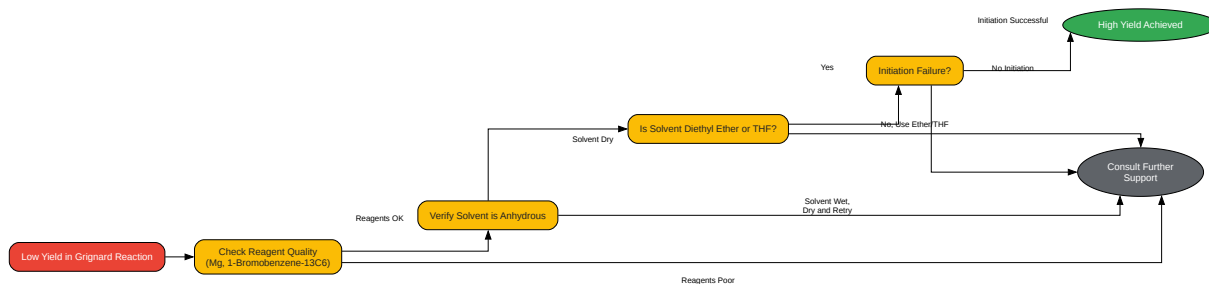 Initiation Successful
High Yield Achieved
Yes
Initiation Failure?
No Initiation
Is Solvent Diethyl Ether or THF?
No, Use Ether/THF
Solvent Dry
Consult Further
Support
Reagents OK
Verify Solvent is Anhydrous
Solvent Wet,
Dry and Retry
Low Yield in Grignard Reaction
Check Reagent Quality
(Mg, 1-Bromobenzene-13C6)
Reagents Poor